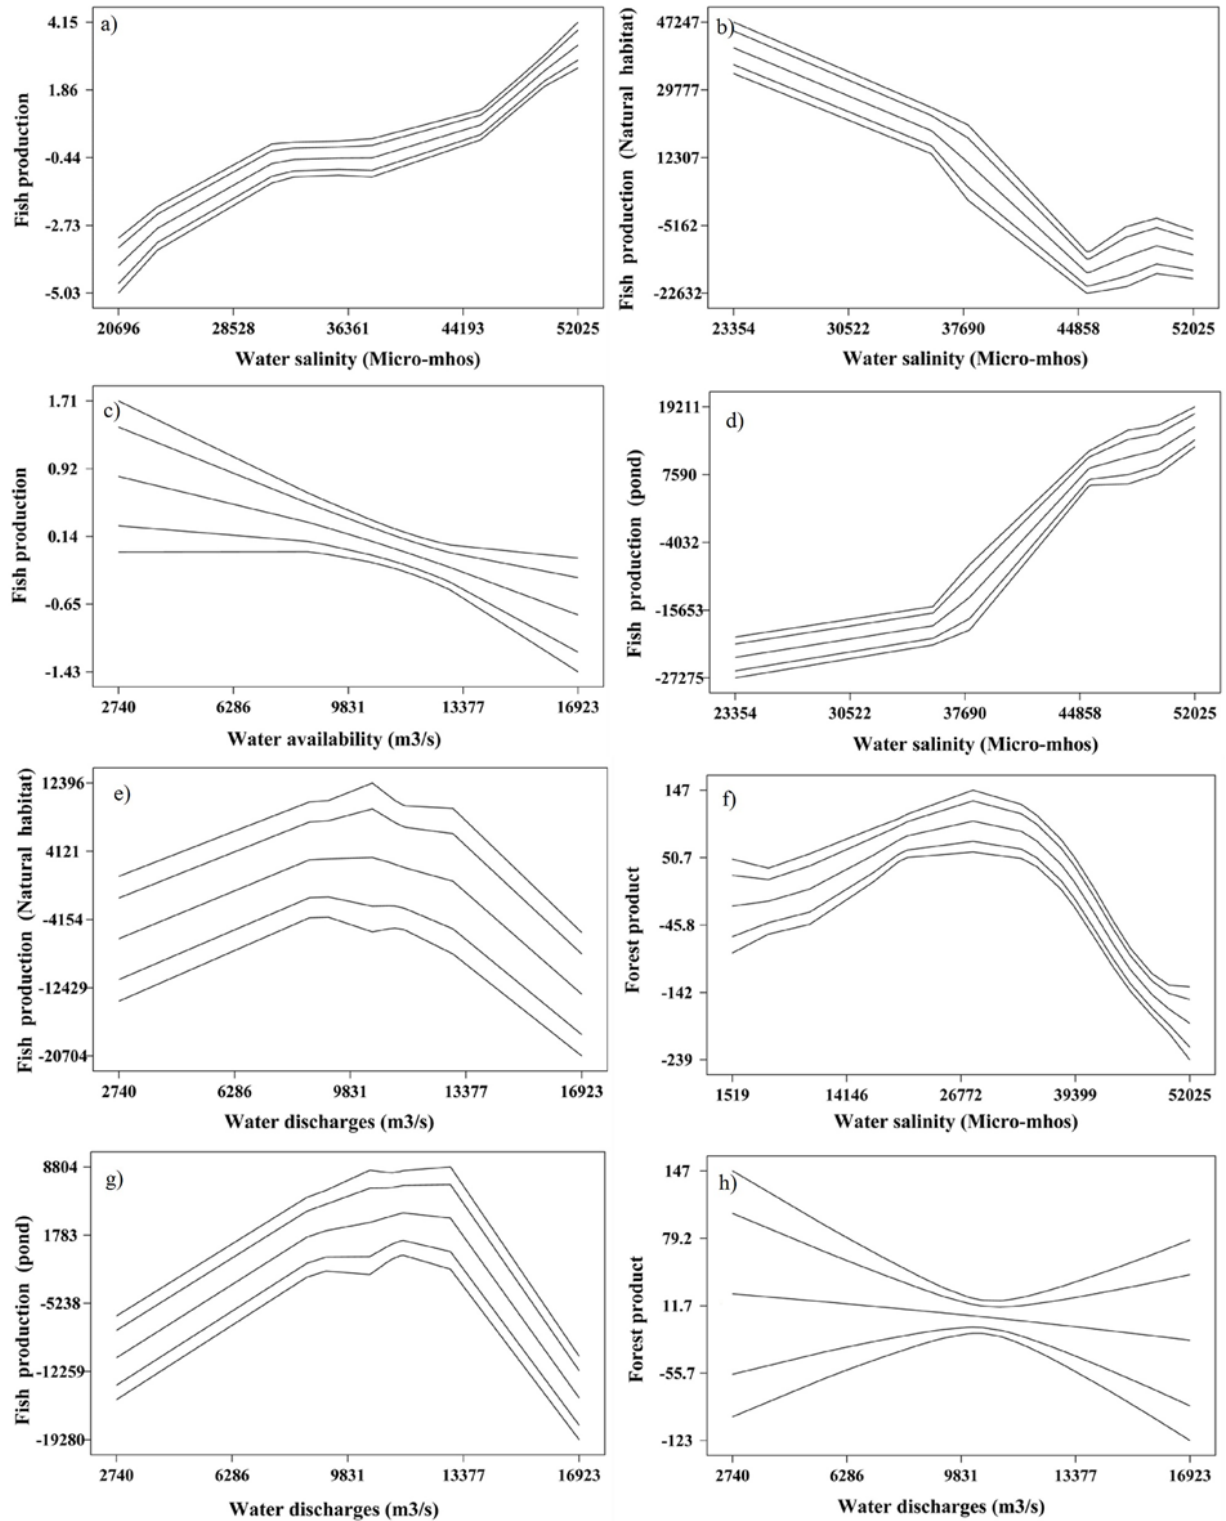 a)
4.15
1.86
-0.44
-2.73
-5.03
Fish production
20696 28528 36361 44193 52025
Water salinity (Micro-mhos)
b)
47247
29777
12307
-5162
-22632
Fish production (Natural habitat)
23354 30522 37690 44858 52025
Water salinity (Micro-mhos)
c)
1.71
0.92
0.14
-0.65
-1.43
Fish production
2740 6286 9831 13377 16923
Water availability (m3/s)
d)
19211
7590
-4032
-15653
-27275
Fish production (pond)
23354 30522 37690 44858 52025
Water salinity (Micro-mhos)
e)
12396
4121
-4154
-12429
-20704
Fish production (Natural habitat)
2740 6286 9831 13377 16923
Water discharges (m3/s)
f)
147
50.7
-45.8
-142
-239
Forest product
1519 14146 26772 39399 52025
Water salinity (Micro-mhos)
g)
8804
1783
-5238
-12259
-19280
Fish production (pond)
2740 6286 9831 13377 16923
Water discharges (m3/s)
h)
147
79.2
11.7
-55.7
-123
Forest product
2740 6286 9831 13377 16923
Water discharges (m3/s)